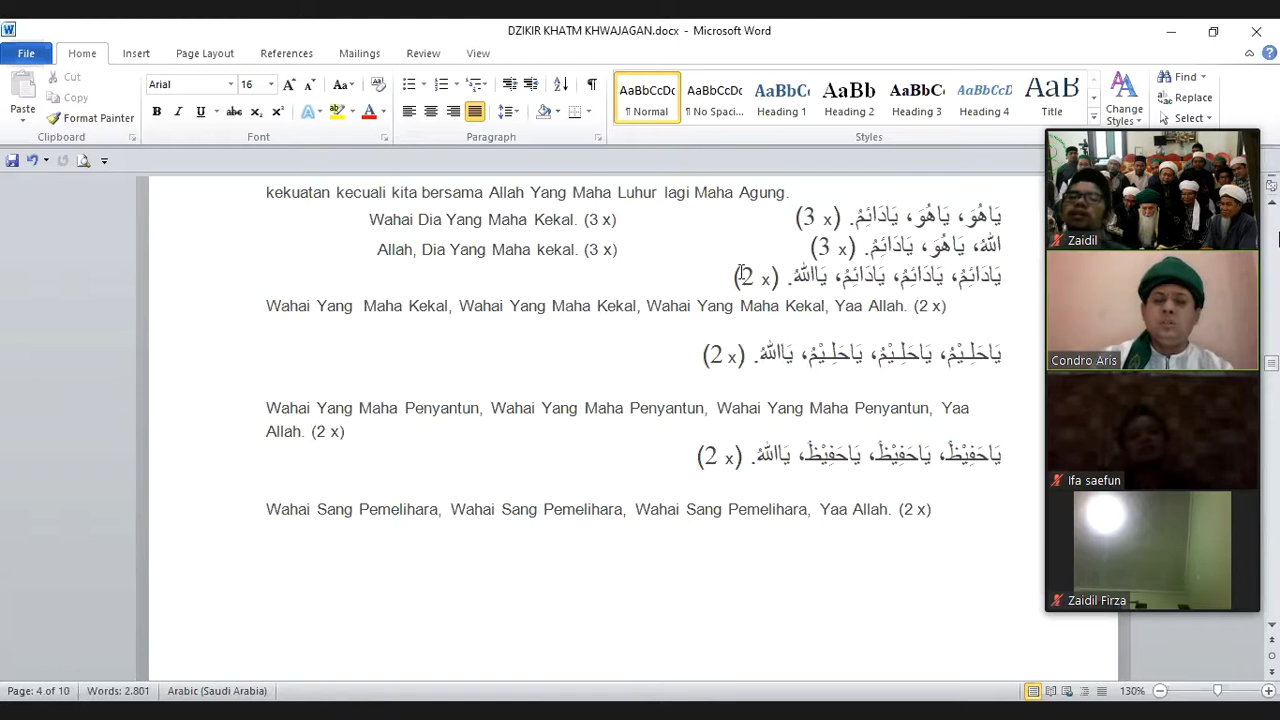 DZIKIR KHATM KHWAJAGAN.docx - Microsoft Word
File Home Insert Page Layout References Mailings Review View
Paste
Cut
Copy
Format Painter
Clipboard
Arial 16
Font
Paragraph
AaBbCcDc AaBbCcDc AaBbC AaBb AaBbC AaBbCcD AaB
¶ Normal ¶ No Spaci... Heading 1 Heading 2 Heading 3 Heading 4 Title
Change Styles
Styles
Find
Replace
Select
kekuatan kecuali kita bersama Allah Yang Maha Luhur lagi Maha Agung.
يَاهُوَ، يَاهُوَ، يَادَائِمُ. (3 x)
Wahai Dia Yang Maha Kekal. (3 x)
اللهُ، يَاهُوَ، يَادَائِمُ. (3 x)
Allah, Dia Yang Maha kekal. (3 x)
يَادَائِمُ، يَادَائِمُ، يَادَائِمُ، يَااللهُ. (2 x)
Wahai Yang Maha Kekal, Wahai Yang Maha Kekal, Wahai Yang Maha Kekal, Yaa Allah. (2 x)
يَاحَلِـيْمُ، يَاحَلِـيْمُ، يَاحَلِـيْمُ، يَااللهُ. (2 x)
Wahai Yang Maha Penyantun, Wahai Yang Maha Penyantun, Wahai Yang Maha Penyantun, Yaa
Allah. (2 x)
يَاحَفِيْظُ، يَاحَفِيْظُ، يَاحَفِيْظُ، يَااللهُ. (2 x)
Wahai Sang Pemelihara, Wahai Sang Pemelihara, Wahai Sang Pemelihara, Yaa Allah. (2 x)
Zaidil
Condro Aris
Ifa saefun
Zaidil Firza
Page: 4 of 10 Words: 2.801 Arabic (Saudi Arabia) 130%